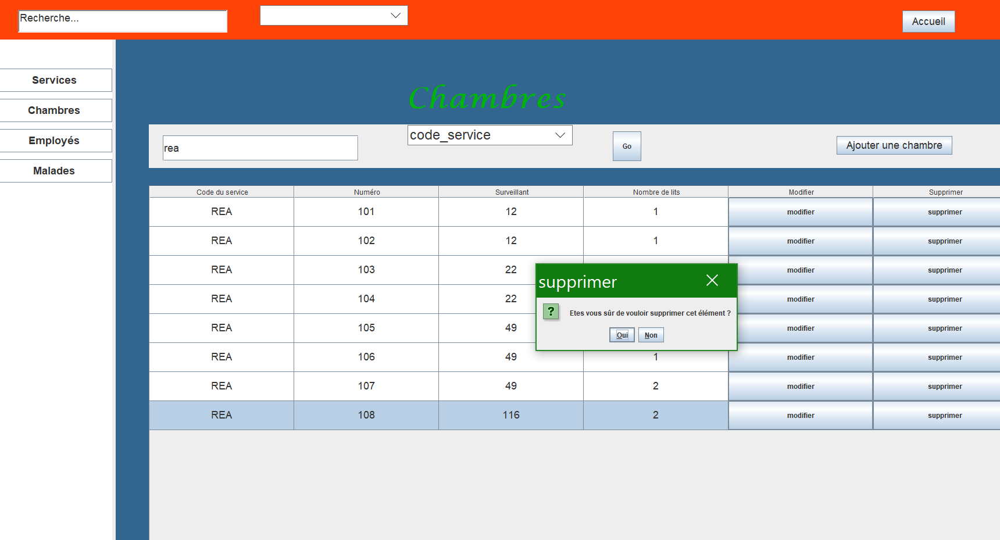 Recherche...
Accueil
Services
Chambres
Employés
Malades
Chambres
rea
code_service
Go
Ajouter une chambre
Code du service Numéro Surveillant Nombre de lits Modifier Supprimer
REA 101 12 1 modifier supprimer
REA 102 12 1 modifier supprimer
REA 103 22 modifier supprimer
REA 104 22 modifier supprimer
REA 105 49 modifier supprimer
REA 106 49 1 modifier supprimer
REA 107 49 2 modifier supprimer
REA 108 116 2 modifier supprimer
supprimer
?
Etes vous sûr de vouloir supprimer cet élément ?
Oui Non